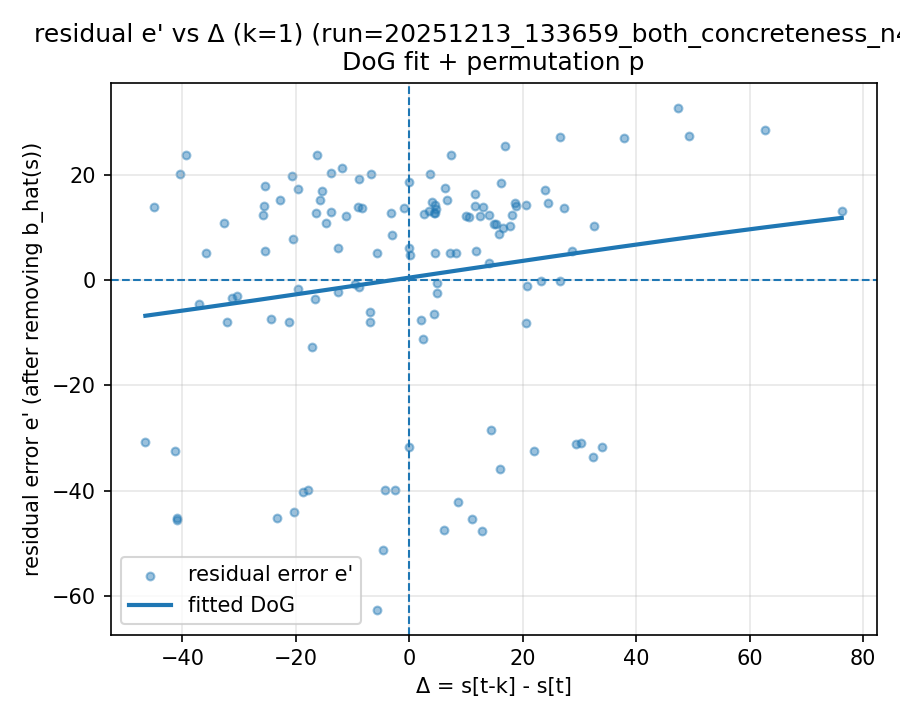 residual e' vs Δ (k=1) (run=20251213_133659_both_concreteness_n4
DoG fit + permutation p
residual error e' (after removing b_hat(s))
20
0
−20
−40
−60
residual error e'
fitted DoG
−40
−20
0
20
40
60
80
Δ = s[t-k] - s[t]